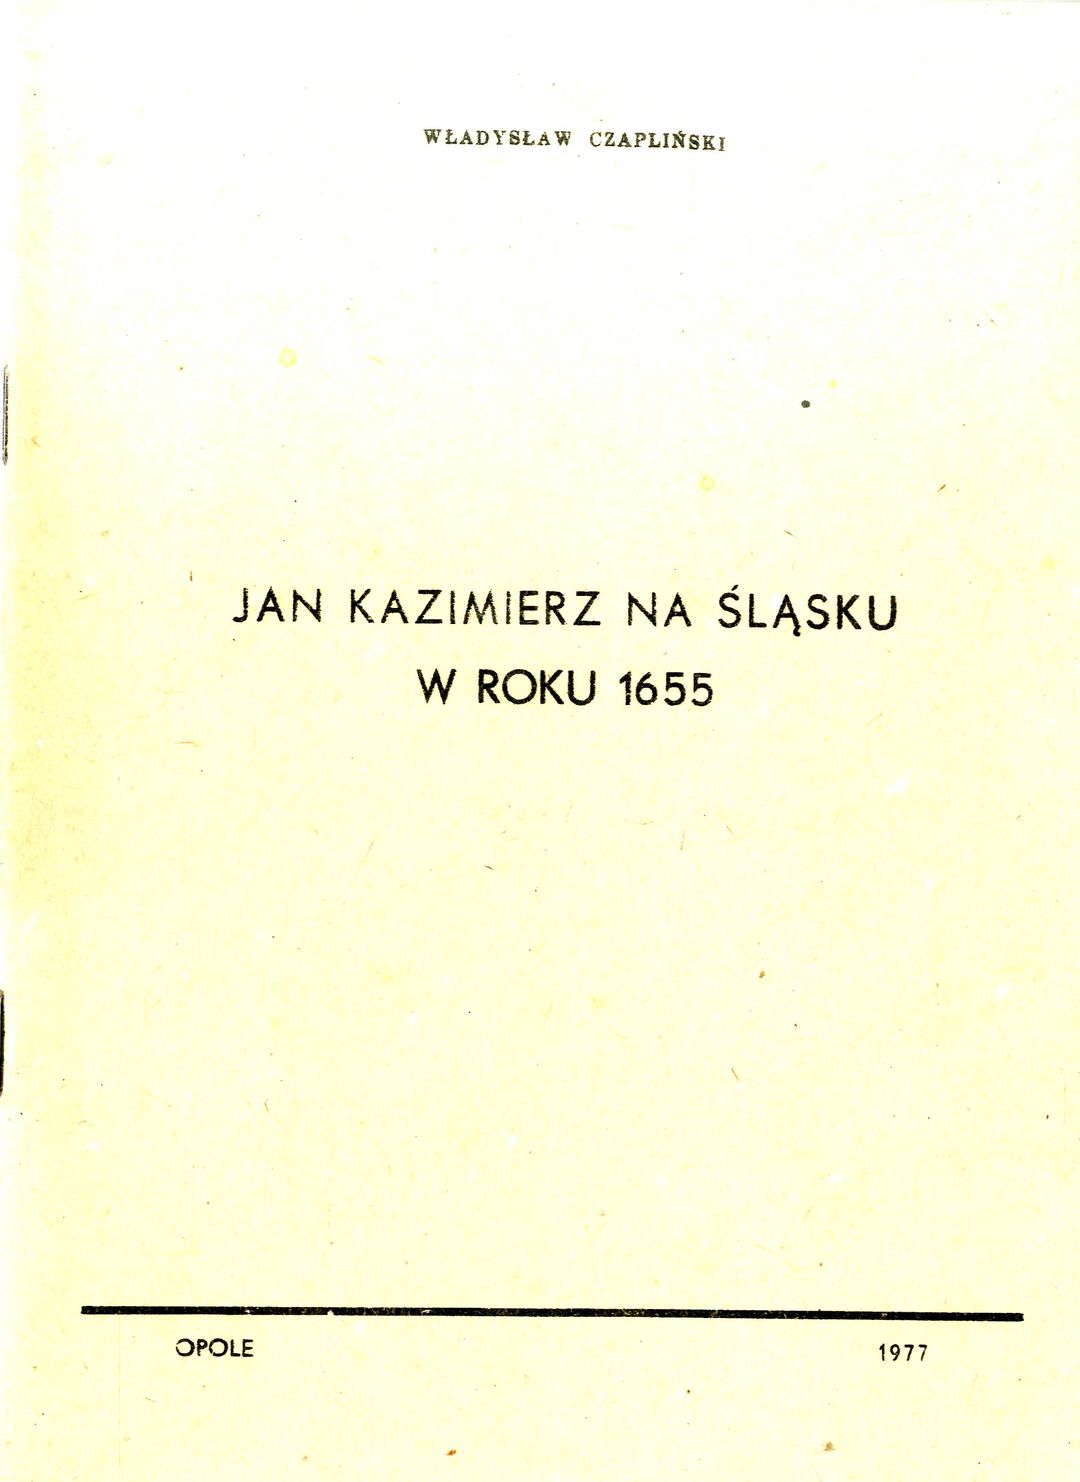 WŁADYSŁAW CZAPLIŃSKI
JAN KAZIMIERZ NA ŚLĄSKU
W ROKU 1655
OPOLE 1977